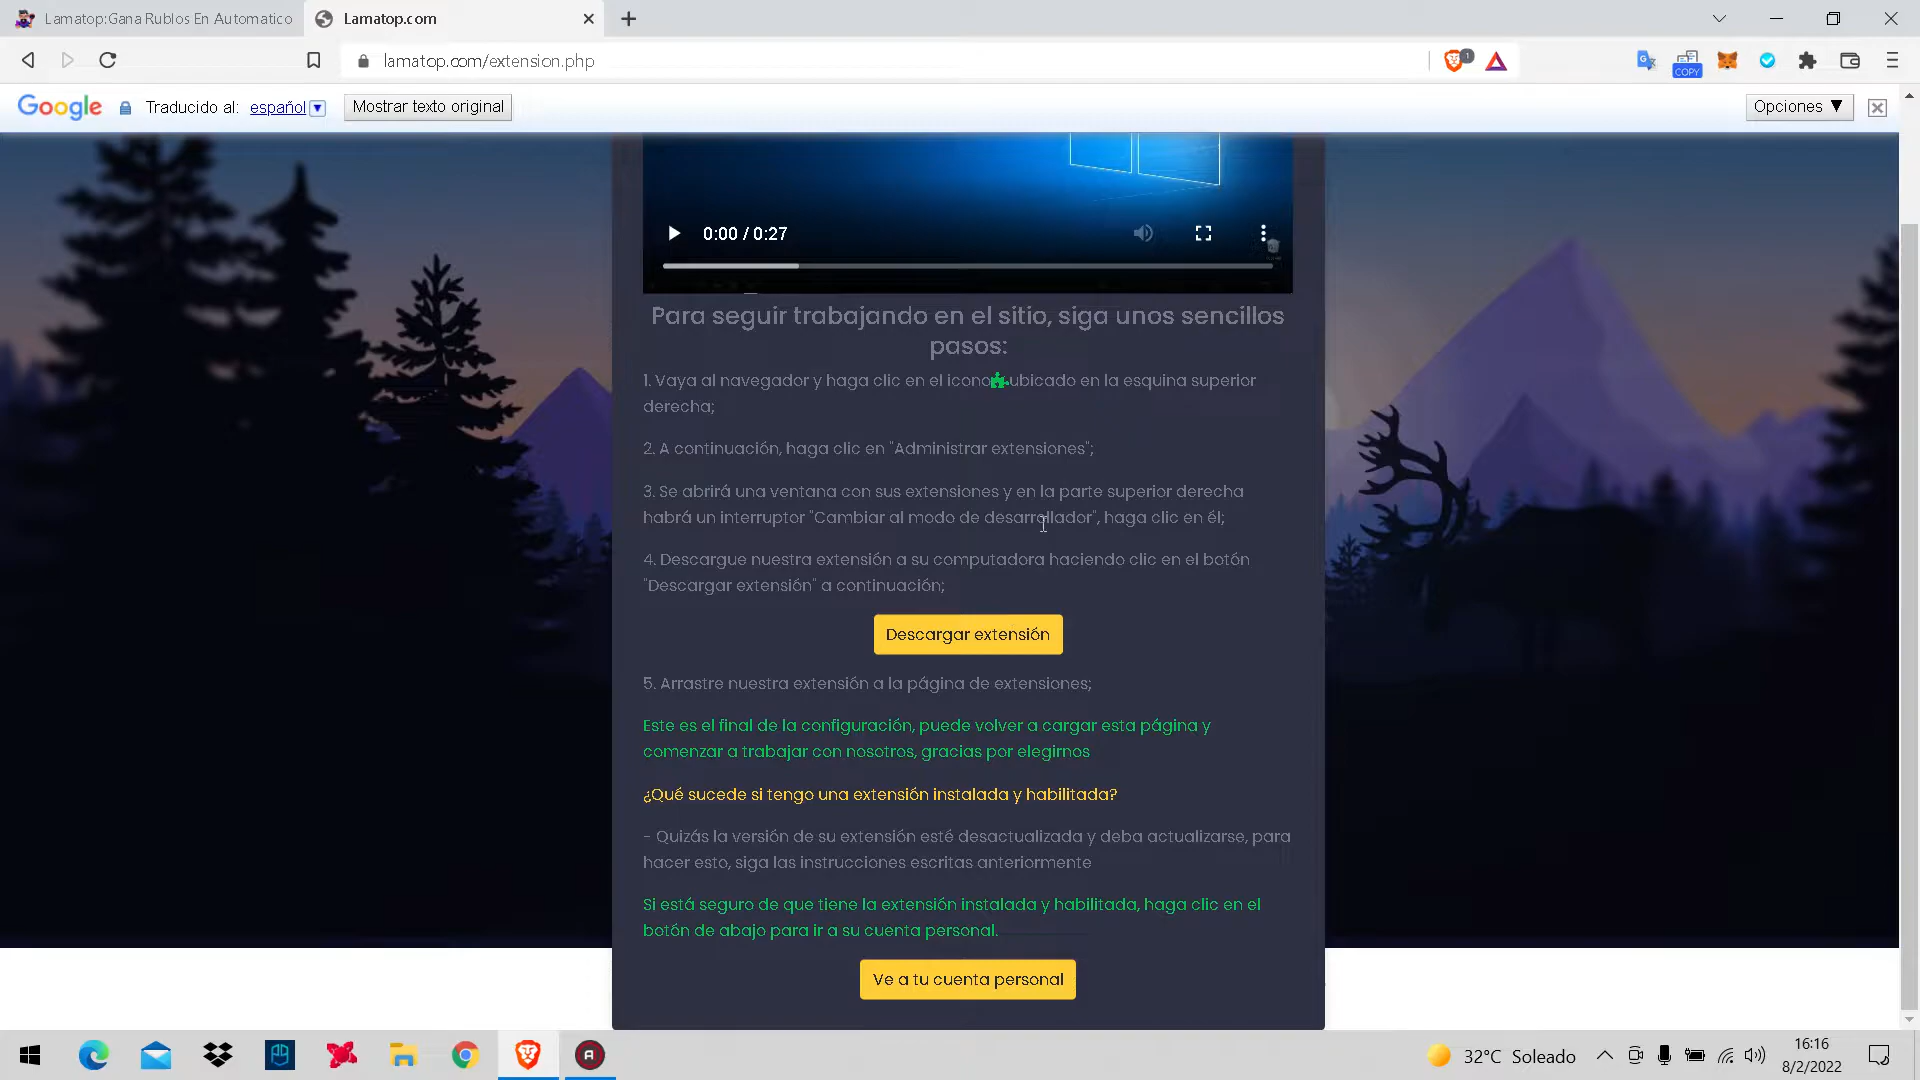 Lamatop:Gana Rublos En Automatico
Lamatop.com
lamatop.com/extension.php
1
COPY
Google
Traducido al: español
Mostrar texto original
Opciones ▼
0:00 / 0:27
Para seguir trabajando en el sitio, siga unos sencillos
pasos:
1. Vaya al navegador y haga clic en el icono ubicado en la esquina superior
derecha;
2. A continuación, haga clic en "Administrar extensiones";
3. Se abrirá una ventana con sus extensiones y en la parte superior derecha
habrá un interruptor "Cambiar al modo de desarrollador", haga clic en él;
4. Descargue nuestra extensión a su computadora haciendo clic en el botón
"Descargar extensión" a continuación;
Descargar extensión
5. Arrastre nuestra extensión a la página de extensiones;
Este es el final de la configuración, puede volver a cargar esta página y
comenzar a trabajar con nosotros, gracias por elegirnos
¿Qué sucede si tengo una extensión instalada y habilitada?
- Quizás la versión de su extensión esté desactualizada y deba actualizarse, para
hacer esto, siga las instrucciones escritas anteriormente
Si está seguro de que tiene la extensión instalada y habilitada, haga clic en el
botón de abajo para ir a su cuenta personal.
Ve a tu cuenta personal
32°C Soleado
16:16
8/2/2022